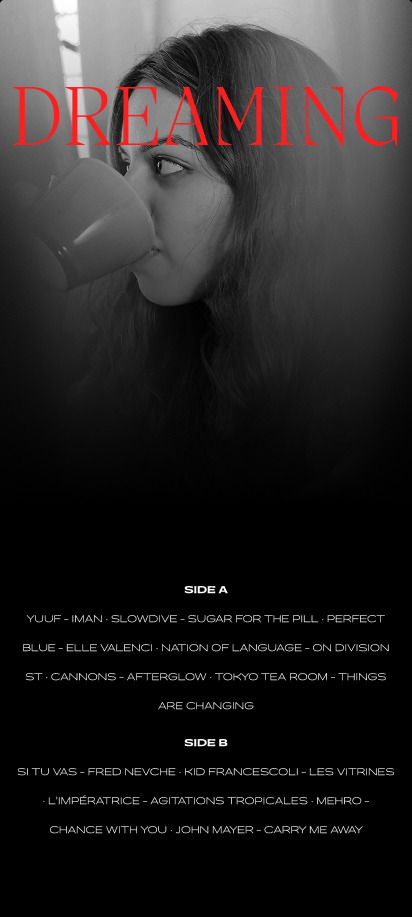 DREAMING
SIDE A
YUUF - IMAN · SLOWDIVE - SUGAR FOR THE PILL · PERFECT
BLUE - ELLE VALENCI · NATION OF LANGUAGE - ON DIVISION
ST · CANNONS - AFTERGLOW · TOKYO TEA ROOM - THINGS
ARE CHANGING
SIDE B
SI TU VAS - FRED NEVCHE · KID FRANCESCOLI - LES VITRINES
· L'IMPÉRATRICE - AGITATIONS TROPICALES · MEHRO -
CHANCE WITH YOU · JOHN MAYER - CARRY ME AWAY